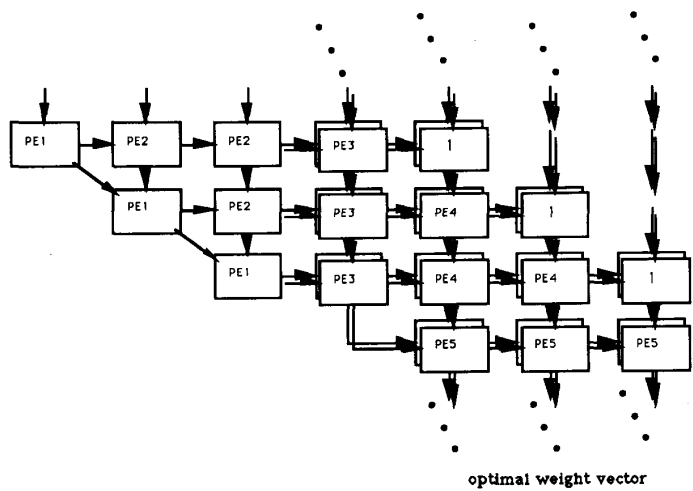 PE1 PE2 PE2 PE3 1
PE1 PE2 PE3 PE4 1
PE1 PE3 PE4 PE4 1
PE5 PE5 PE5
optimal weight vector